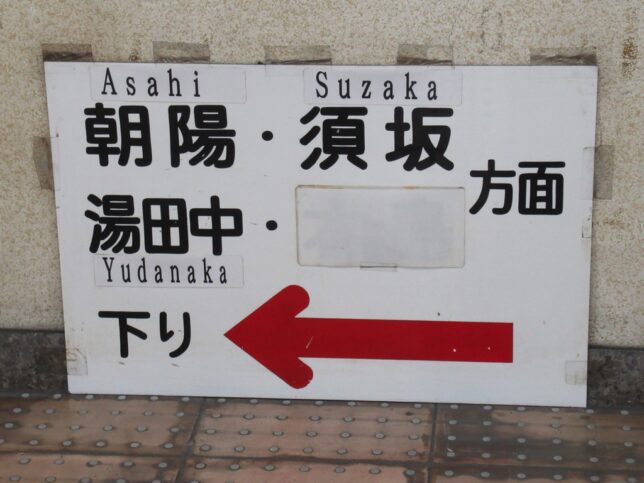 Asahi Suzaka
朝陽・須坂
方面
湯田中・
Yudanaka
下り